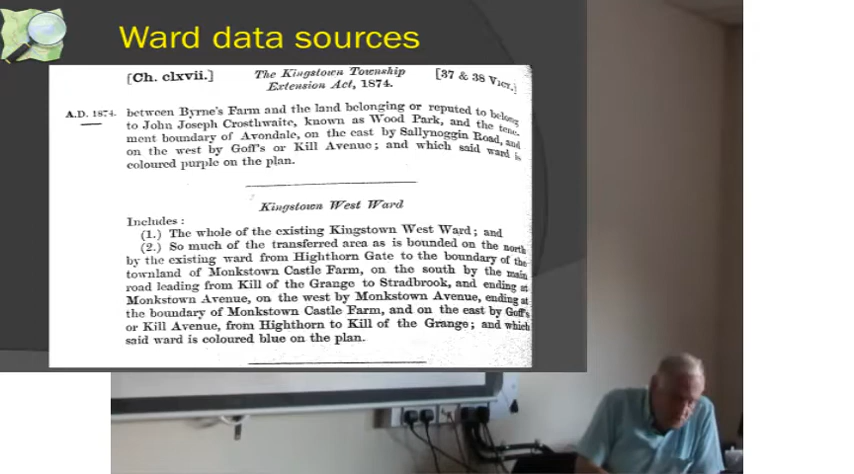 Ward data sources
[Ch. clxvii.] The Kingstown Township [37 & 38 VICT.]
Extension Act, 1874.
A.D. 1874. between Byrne's Farm and the land belonging or reputed to belong
to John Joseph Crosthwaite, known as Wood Park, and the tene-
ment boundary of Avondale, on the east by Sallynoggin Road, and
on the west by Goff's or Kill Avenue; and which said ward is
coloured purple on the plan.
Kingstown West Ward
Includes:
(1.) The whole of the existing Kingstown West Ward; and
(2.) So much of the transferred area as is bounded on the north
by the existing ward from Highthorn Gate to the boundary of the
townland of Monkstown Castle Farm, on the south by the main
road leading from Kill of the Grange to Stradbrook, and ending at
Monkstown Avenue, on the west by Monkstown Avenue, ending at
the boundary of Monkstown Castle Farm, and on the east by Goff's
or Kill Avenue, from Highthorn to Kill of the Grange; and which
said ward is coloured blue on the plan.